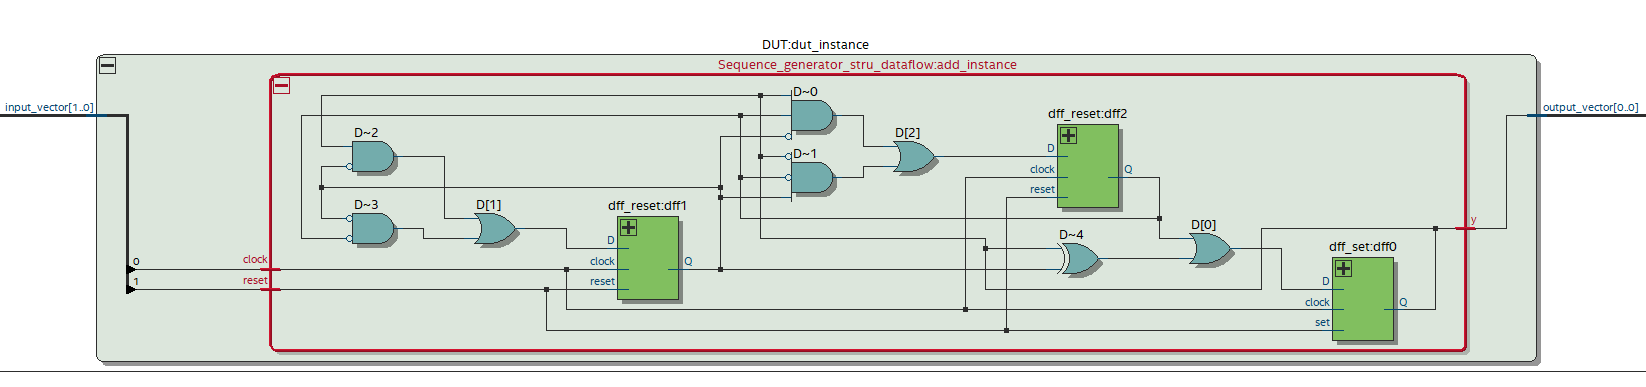 DUT:dut_instance
Sequence_generator_stru_dataflow:add_instance
input_vector[1..0]
output_vector[0..0]
D~0
dff_reset:dff2
D~2
D[2]
D~1
D
clock
Q
reset
D~3
D[1]
dff_reset:dff1
y
D[0]
D~4
dff_set:dff0
D
0
clock
clock
Q
1
reset
reset
D
clock
Q
set